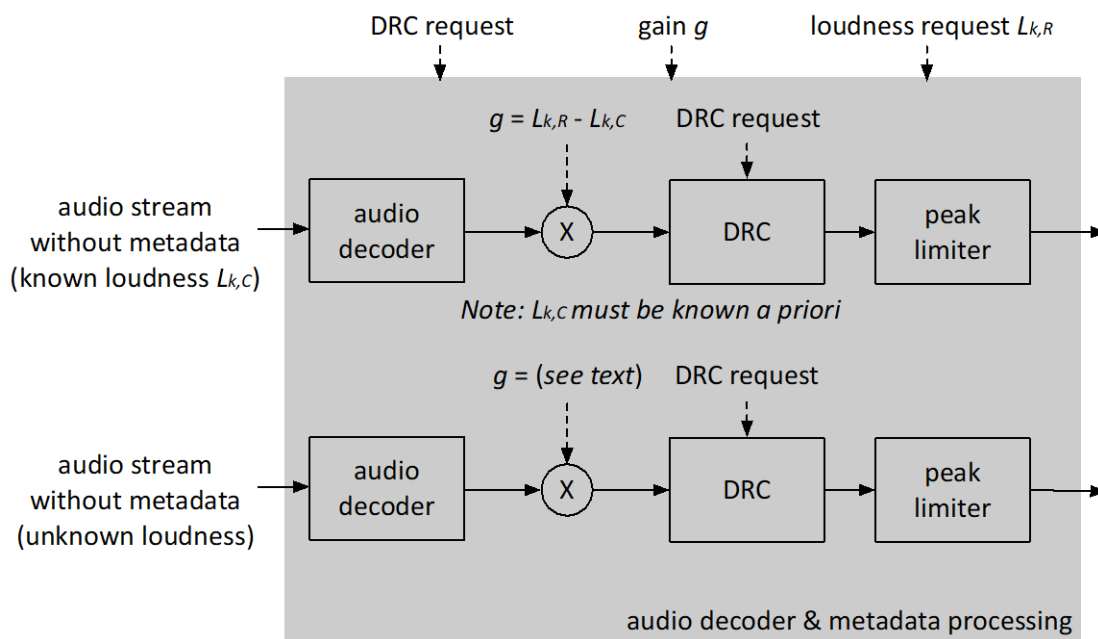 DRC request
gain g
loudness request Lk,R
g = Lk,R - Lk,C
DRC request
audio stream
without metadata
(known loudness Lk,C)
audio
decoder
X
DRC
peak
limiter
Note: Lk,C must be known a priori
g = (see text)
DRC request
audio stream
without metadata
(unknown loudness)
audio
decoder
X
DRC
peak
limiter
audio decoder & metadata processing